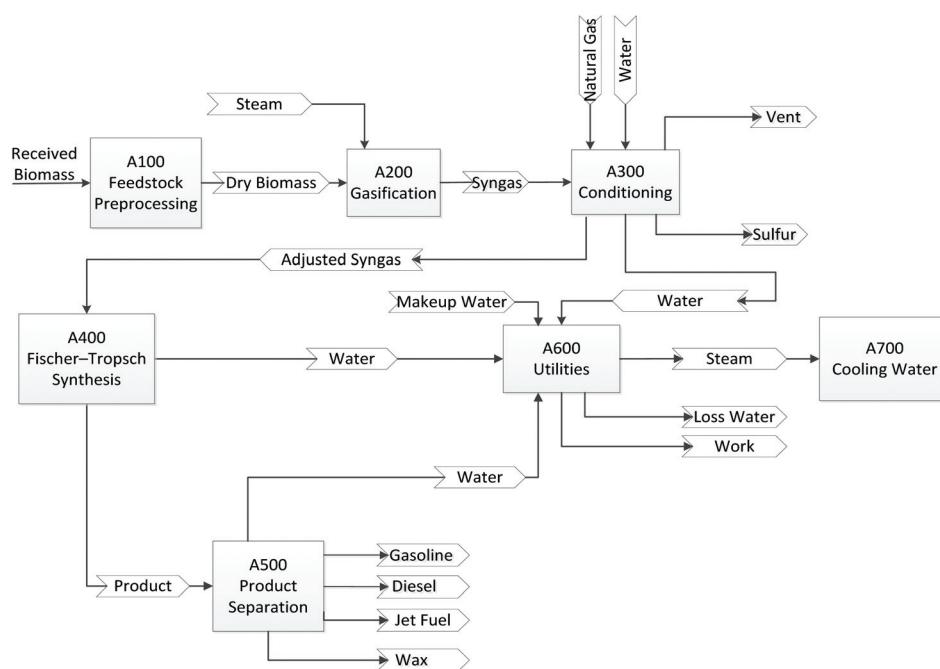 Natural Gas
Water
Steam
Vent
Received
Biomass
A100
Feedstock
Preprocessing
Dry Biomass
A200
Gasification
Syngas
A300
Conditioning
Sulfur
Adjusted Syngas
Makeup Water
Water
A400
Fischer–Tropsch
Synthesis
Water
A600
Utilities
Steam
A700
Cooling Water
Loss Water
Work
Water
Product
A500
Product
Separation
Gasoline
Diesel
Jet Fuel
Wax